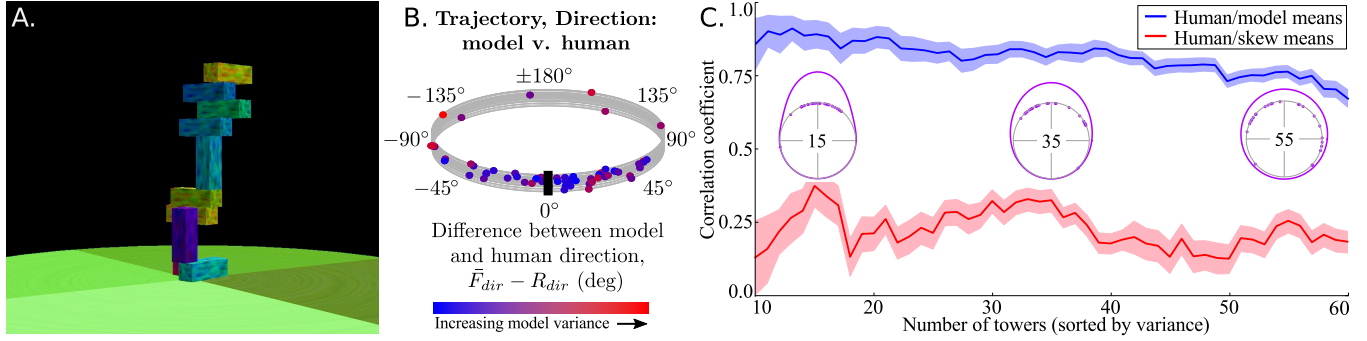 A.
B. Trajectory, Direction:
model v. human
±180°
−135° 135°
−90° 90°
−45° 45°
0°
Difference between model
and human direction,
F̄dir − Rdir (deg)
Increasing model variance
C.
Human/model means
Human/skew means
Correlation coefficient
1.0
0.75
0.5
0.25
0.0
15 35 55
10 20 30 40 50 60
Number of towers (sorted by variance)